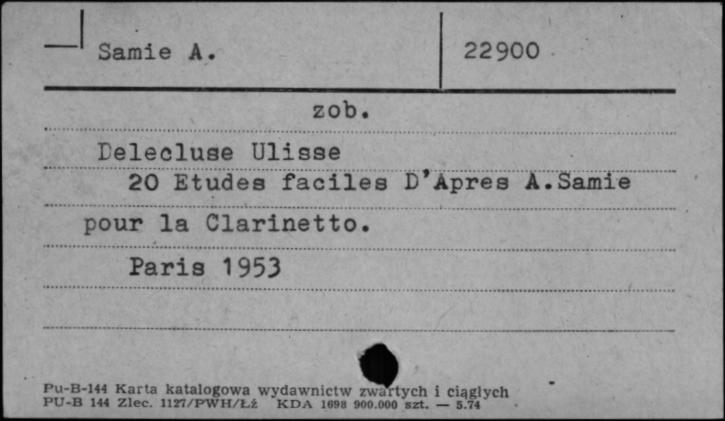 Samie A.
22900
zob.
Delecluse Ulisse
20 Etudes faciles D'Apres A.Samie
pour la Clarinetto.
Paris 1953
Pu-B-144 Karta katalogowa wydawnictw zwartych i ciągłych
PU-B 144 Zlec. 1127/PWH/Łź KDA 1698 900.000 szt. — 5.74